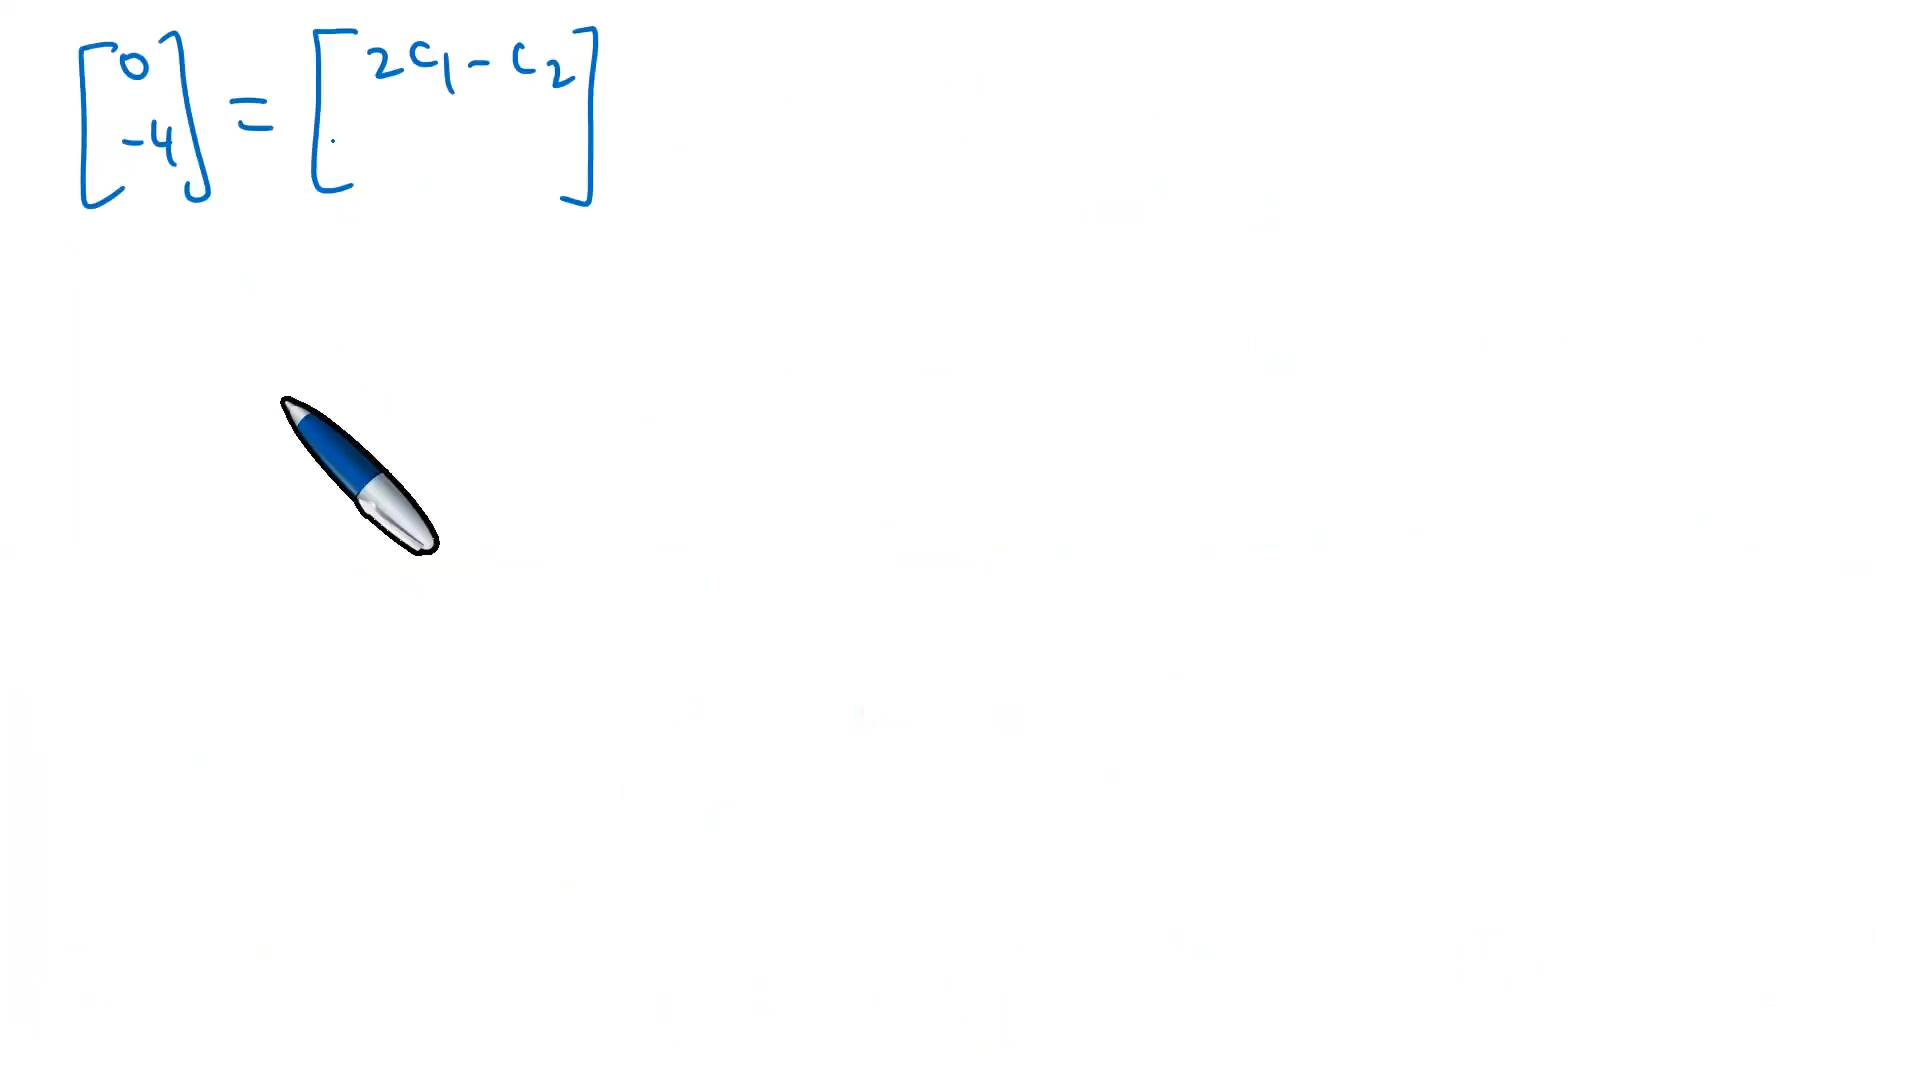 [0 -4] = [2c₁ - c₂]